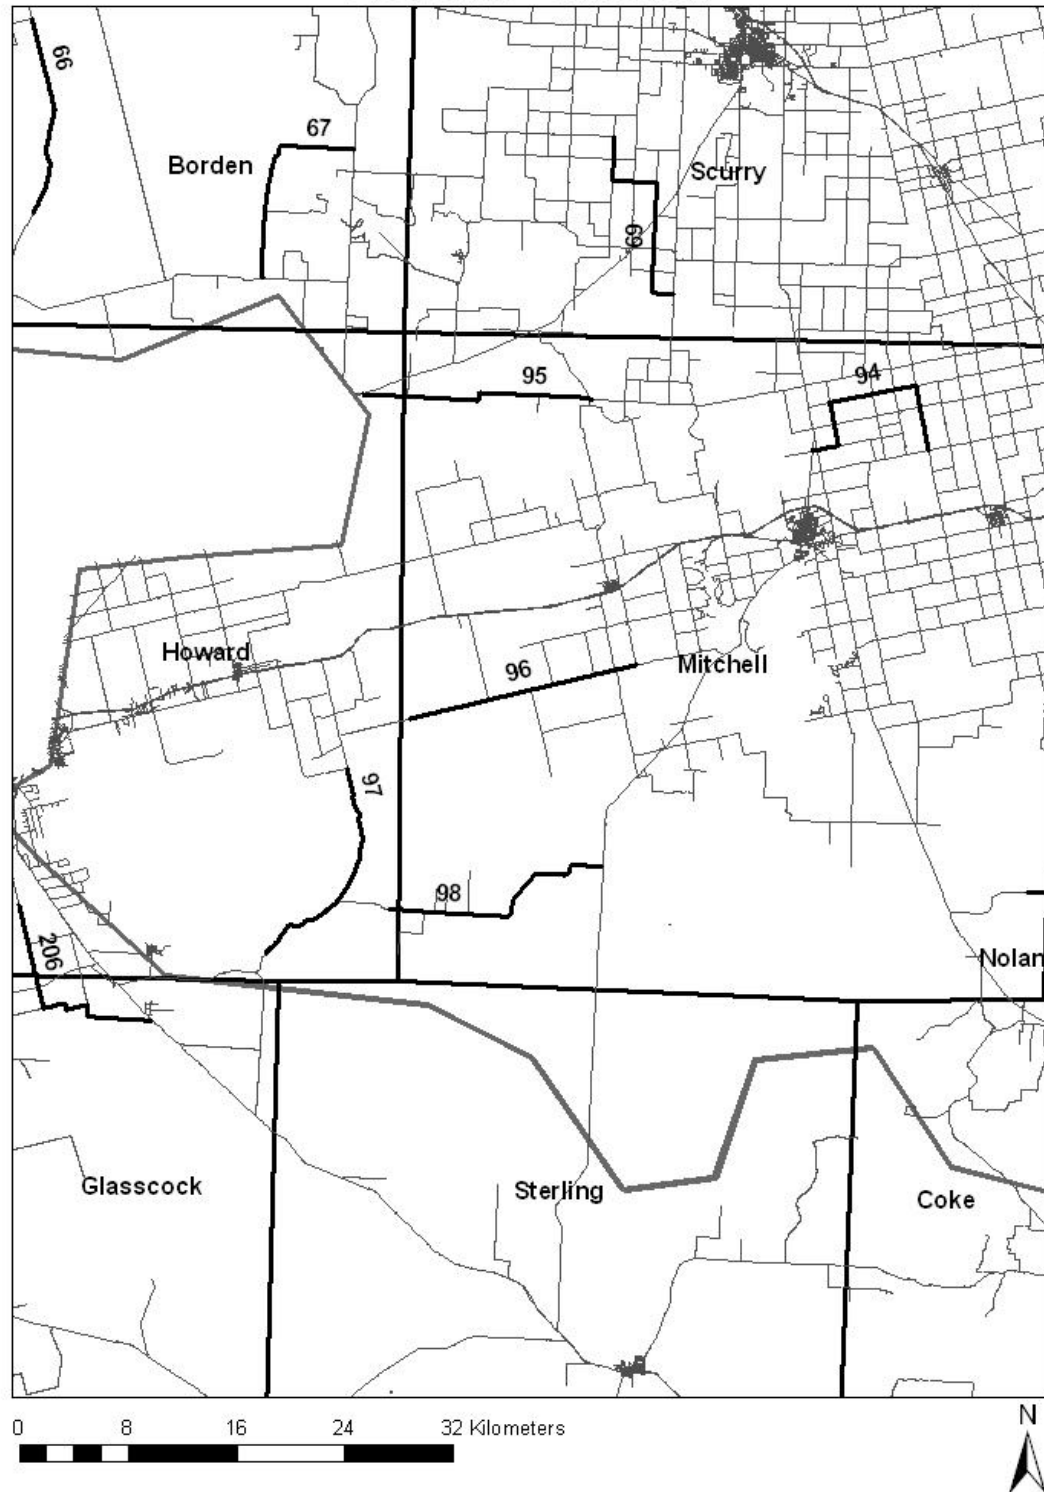 66
67
Borden
Scurry
69
95
94
Howard
96
Mitchell
97
98
206
Nolan
Glasscock
Sterling
Coke
0 8 16 24 32 Kilometers
N